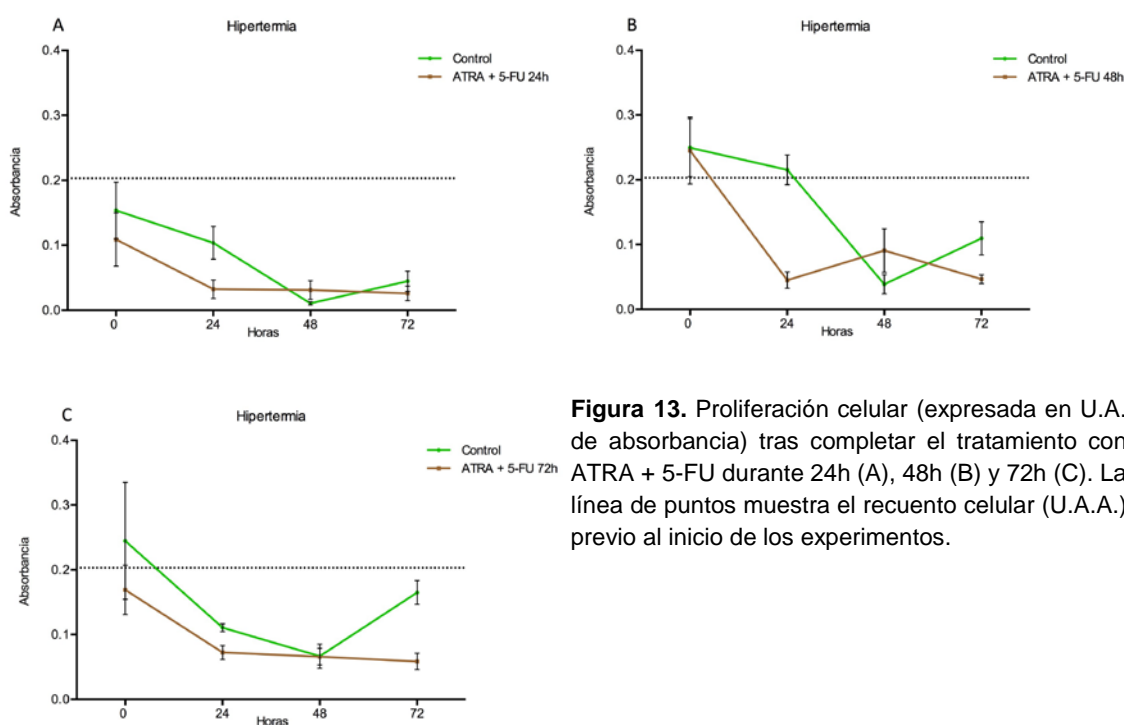 A
Hipertermia
0.4
0.3
0.2
0.1
0.0
Absorbancia
0 24 48 72
Horas
Control
ATRA + 5-FU 24h
B
Hipertermia
0.4
0.3
0.2
0.1
0.0
Absorbancia
0 24 48 72
Horas
Control
ATRA + 5-FU 48h
C
Hipertermia
0.4
0.3
0.2
0.1
0.0
Absorbancia
0 24 48 72
Horas
Control
ATRA + 5-FU 72h
Figura 13. Proliferación celular (expresada en U.A.
de absorbancia) tras completar el tratamiento con
ATRA + 5-FU durante 24h (A), 48h (B) y 72h (C). La
línea de puntos muestra el recuento celular (U.A.A.)
previo al inicio de los experimentos.